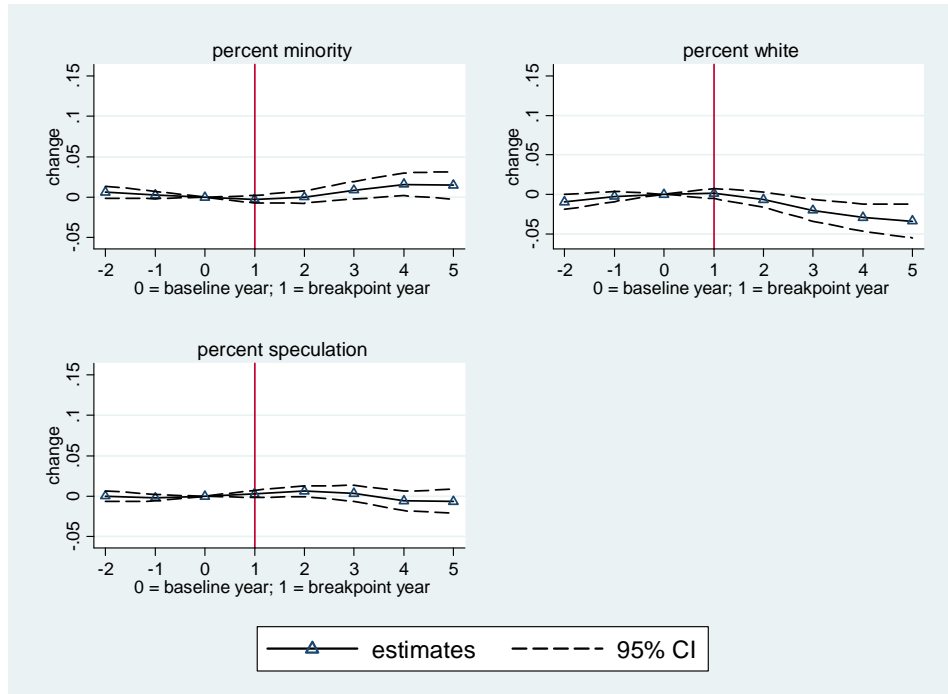 percent minority
change
.15
.1
.05
0
-.05
-2 -1 0 1 2 3 4 5
0 = baseline year; 1 = breakpoint year
percent white
change
.15
.1
.05
0
-.05
-2 -1 0 1 2 3 4 5
0 = baseline year; 1 = breakpoint year
percent speculation
change
.15
.1
.05
0
-.05
-2 -1 0 1 2 3 4 5
0 = baseline year; 1 = breakpoint year
estimates 95% CI